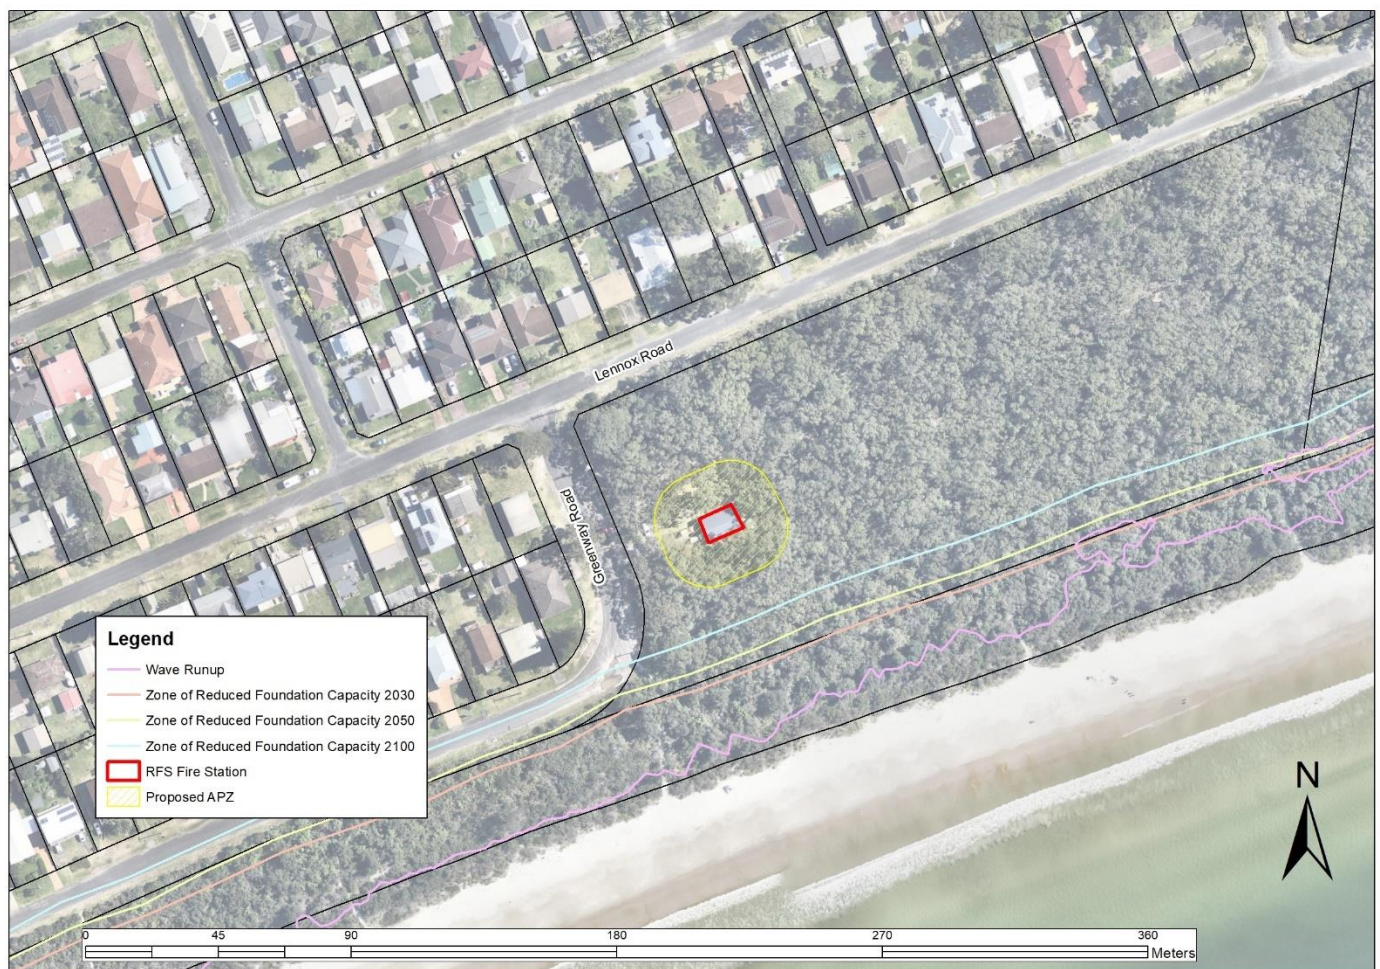 Lennox Road
Greenway Road
Legend
Wave Runup
Zone of Reduced Foundation Capacity 2030
Zone of Reduced Foundation Capacity 2050
Zone of Reduced Foundation Capacity 2100
RFS Fire Station
Proposed APZ
N
0 45 90 180 270 360
Meters